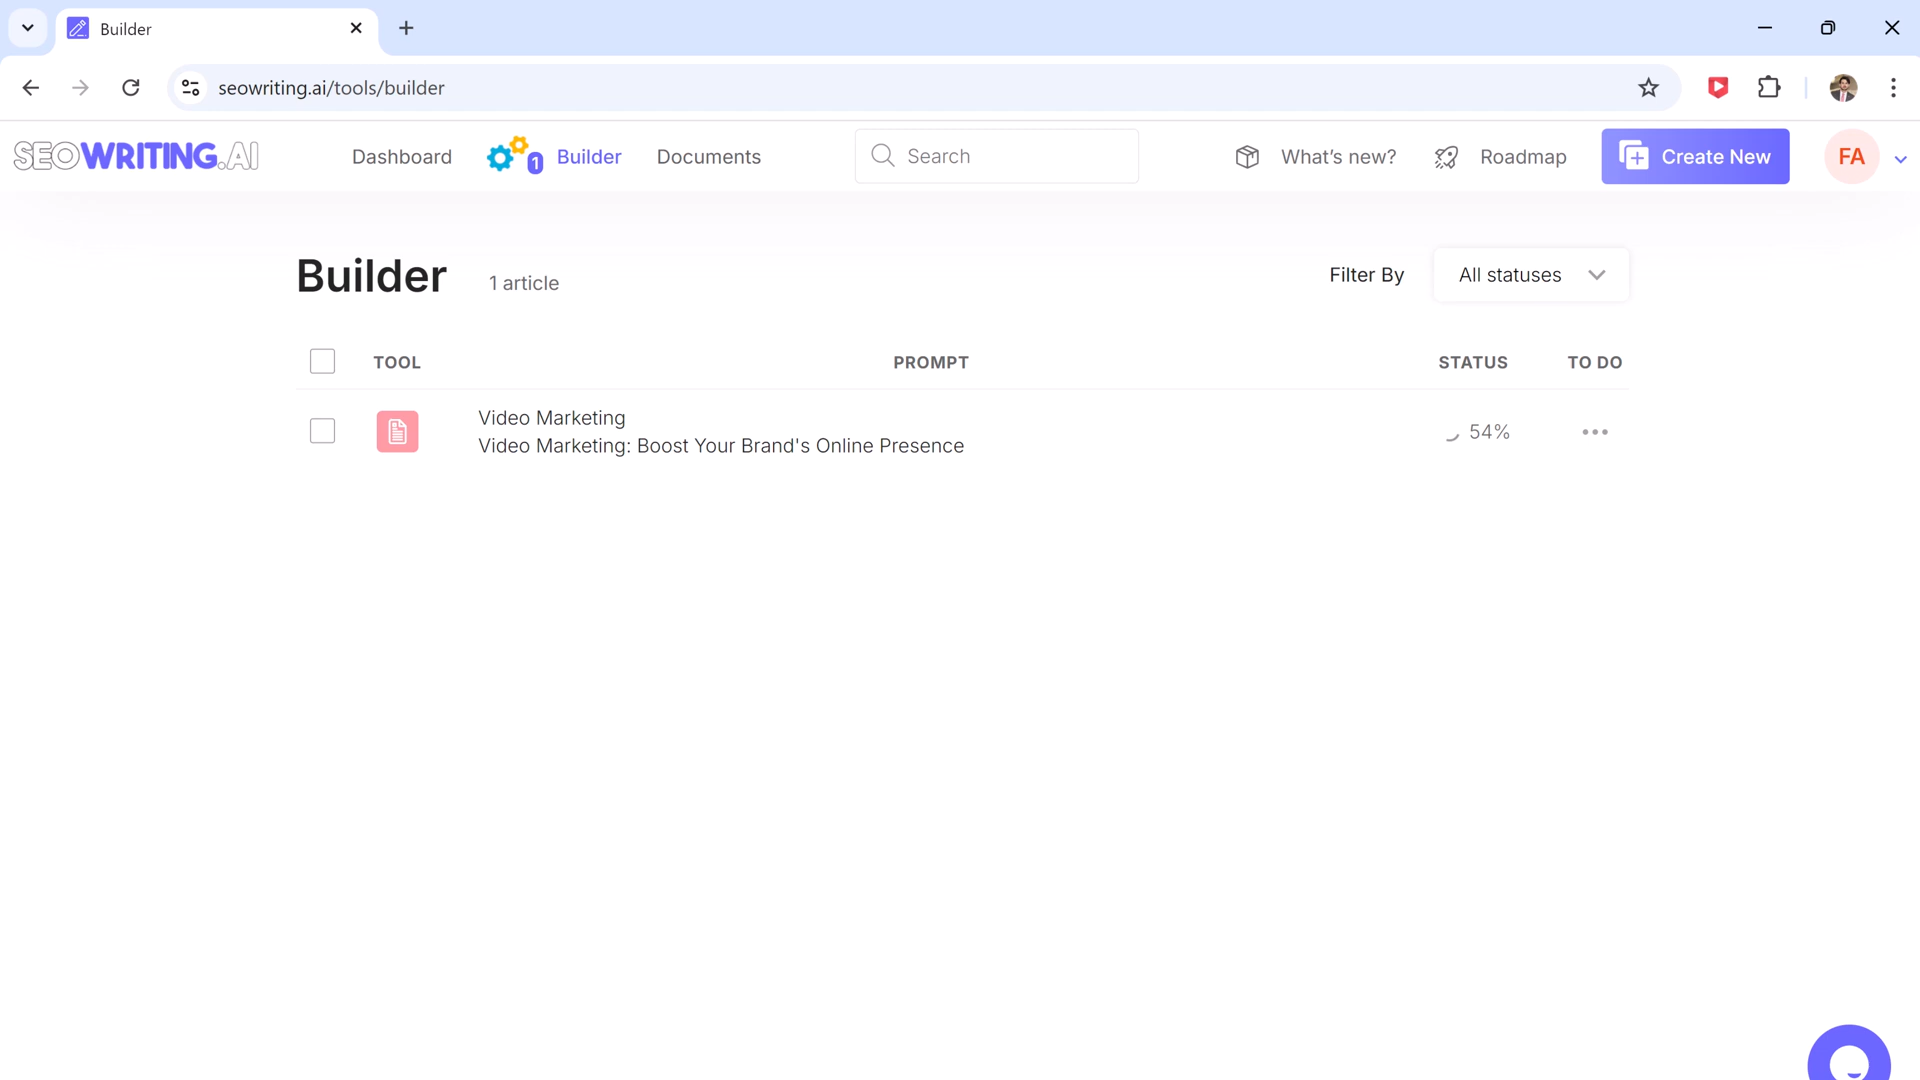 Builder
seowriting.ai/tools/builder
SEOWRITING.AI
Dashboard
1
Builder
Documents
Search
What's new?
Roadmap
Create New
FA
Builder
1 article
Filter By
All statuses
TOOL
PROMPT
STATUS
TO DO
Video Marketing
Video Marketing: Boost Your Brand's Online Presence
54%